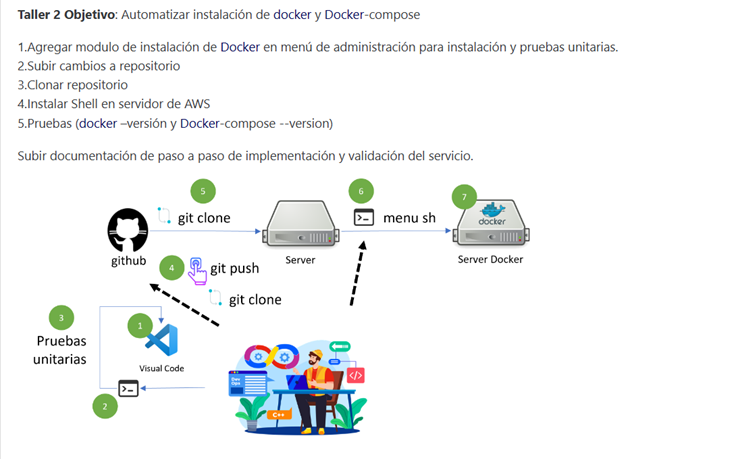 Taller 2 Objetivo: Automatizar instalación de docker y Docker-compose
1.Agregar modulo de instalación de Docker en menú de administración para instalación y pruebas unitarias.
2.Subir cambios a repositorio
3.Clonar repositorio
4.Instalar Shell en servidor de AWS
5.Pruebas (docker –versión y Docker-compose --version)
Subir documentación de paso a paso de implementación y validación del servicio.
5
6
7
git clone
menu sh
docker
github
Server
Server Docker
4
git push
git clone
3
1
Pruebas
unitarias
Visual Code
2
Dev
Ops
</>
C++